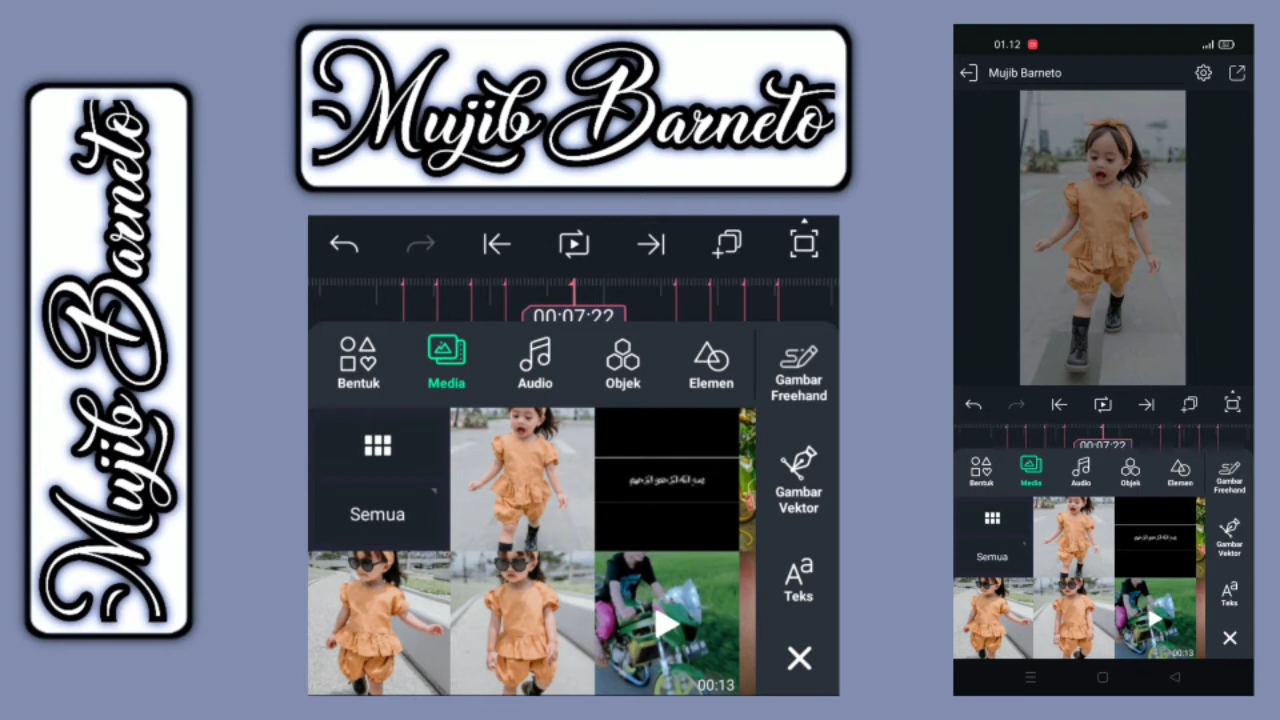 Mujib Barneto
Mujib Barneto
00:07:22
Bentuk
Media
Audio
Objek
Elemen
Gambar
Freehand
Semua
Gambar
Vektor
Teks
00:13
01.12
Mujib Barneto
00:07:22
Bentuk
Media
Audio
Objek
Elemen
Gambar
Freehand
Semua
Gambar
Vektor
Teks
00:13